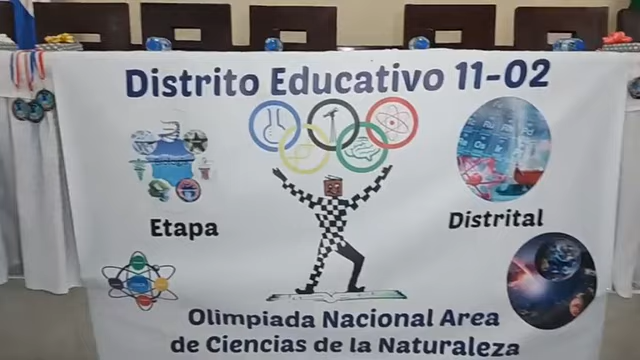 Distrito Educativo 11-02
Etapa
Distrital
Olimpiada Nacional Area
de Ciencias de la Naturaleza